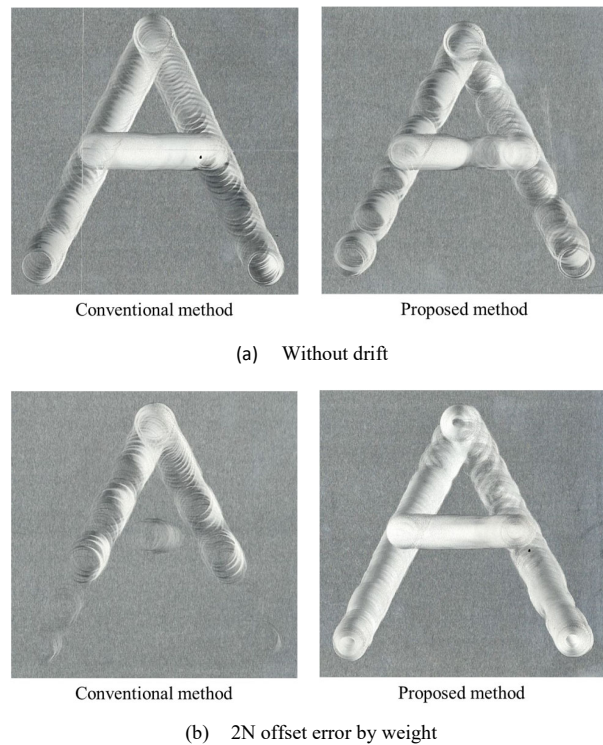 A
A
Conventional method
Proposed method
(a) Without drift
A
Conventional method
Proposed method
(b) 2N offset error by weight